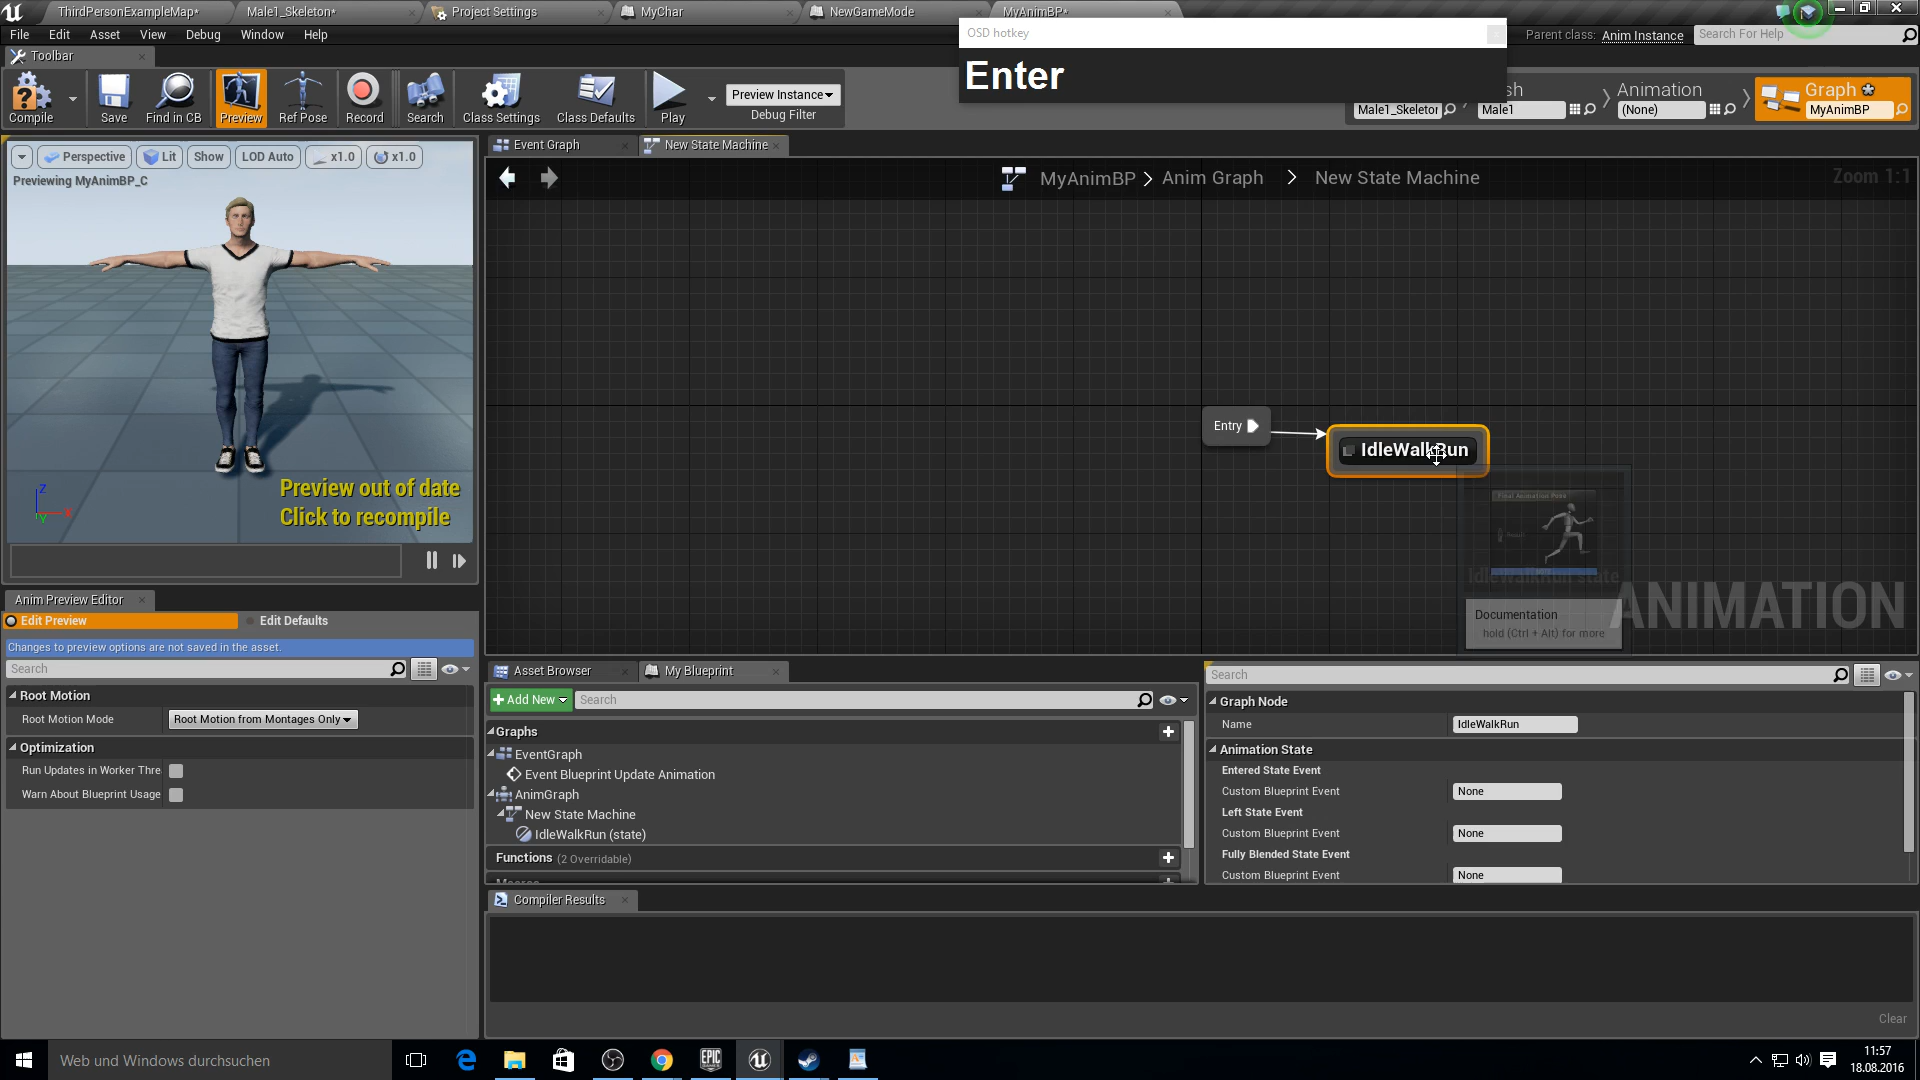 ThirdPersonExampleMap*
Male1_Skeleton*
Project Settings
MyChar
NewGameMode
MyAnimBP*
File
Edit
Asset
View
Debug
Window
Help
OSD hotkey
Enter
Parent class:
Anim Instance
Search For Help
Toolbar
Compile
Save
Find in CB
Preview
Ref Pose
Record
Search
Class Settings
Class Defaults
Play
Preview Instance
Debug Filter
sh
Male1_Skeletor
Male1
Animation
(None)
Graph
MyAnimBP
Perspective
Lit
Show
LOD Auto
x1.0
x1.0
Previewing MyAnimBP_C
Preview out of date
Click to recompile
Z
X
Y
Event Graph
New State Machine
MyAnimBP > Anim Graph > New State Machine
Zoom 1:1
Entry
IdleWalkRun
Final Animation Pose
Result
IdleWalkRun state
Documentation
hold (Ctrl + Alt) for more
ANIMATION
Anim Preview Editor
Edit Preview
Edit Defaults
Changes to preview options are not saved in the asset.
Search
Root Motion
Root Motion Mode
Root Motion from Montages Only
Optimization
Run Updates in Worker Thre
Warn About Blueprint Usage
Asset Browser
My Blueprint
+ Add New
Search
Graphs
EventGraph
Event Blueprint Update Animation
AnimGraph
New State Machine
IdleWalkRun (state)
Functions (2 Overridable)
Macros
Search
Graph Node
Name
IdleWalkRun
Animation State
Entered State Event
Custom Blueprint Event
None
Left State Event
Custom Blueprint Event
None
Fully Blended State Event
Custom Blueprint Event
None
Compiler Results
Clear
Web und Windows durchsuchen
EPIC
11:57
18.08.2016